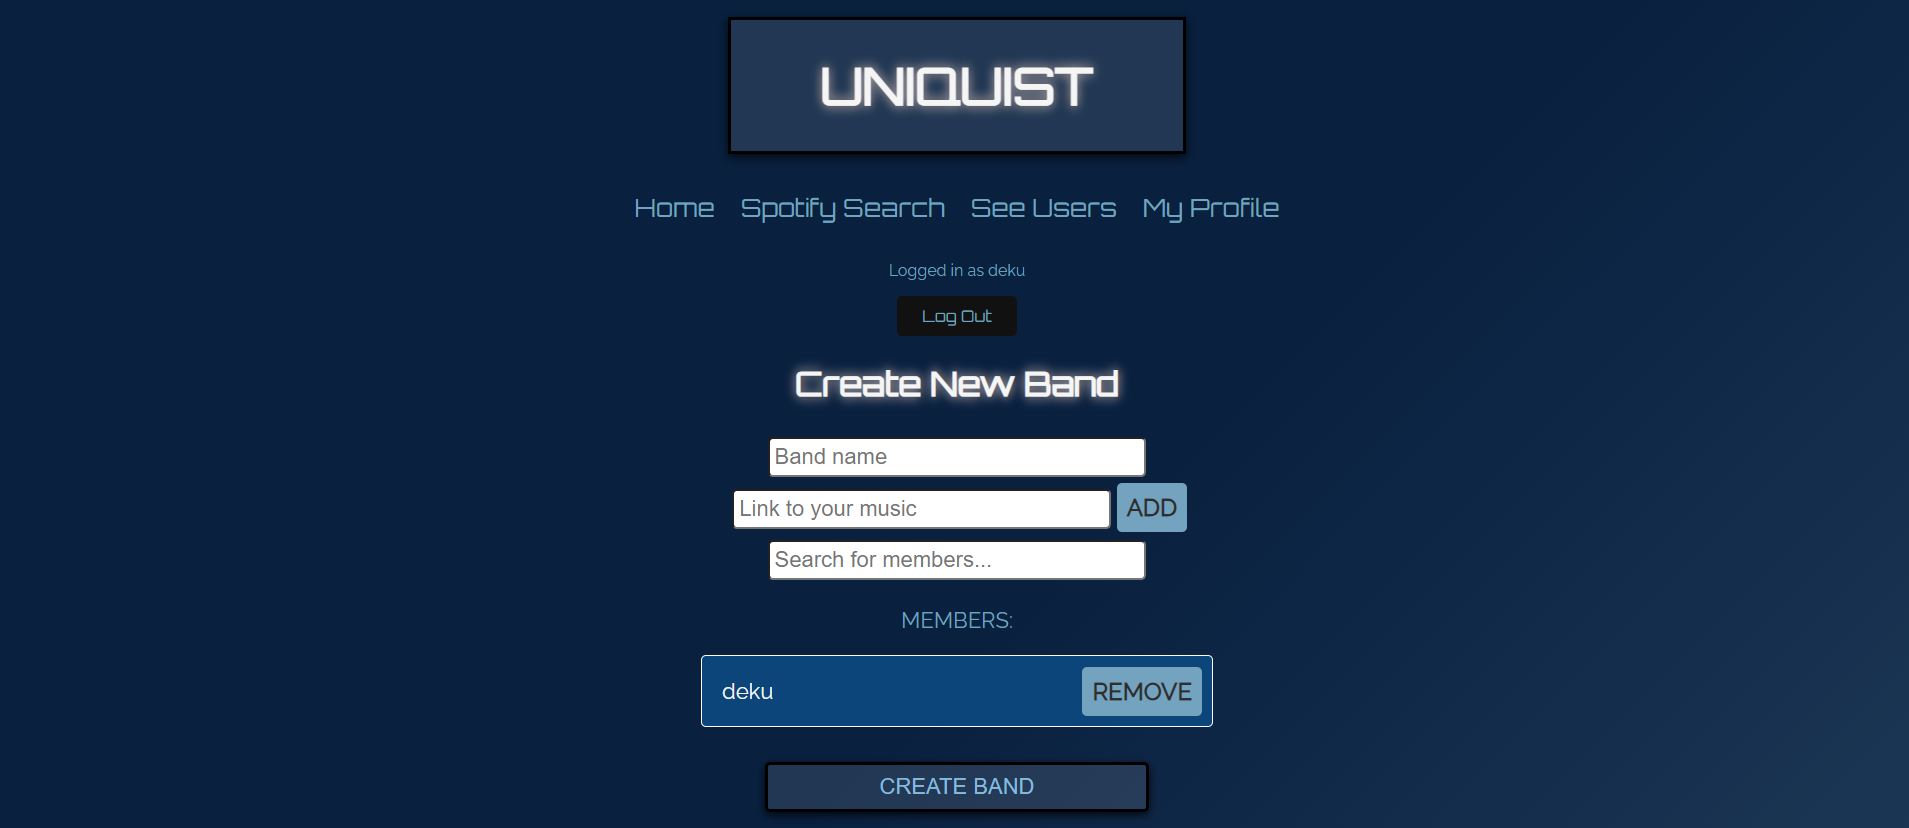 UNIQUIST
Home Spotify Search See Users My Profile
Logged in as deku
Log Out
Create New Band
Band name
Link to your music ADD
Search for members...
MEMBERS:
deku REMOVE
CREATE BAND